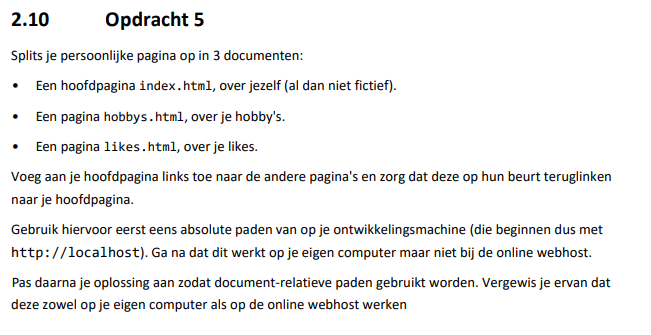 2.10 Opdracht 5
Splits je persoonlijke pagina op in 3 documenten:
• Een hoofdpagina index.html, over jezelf (al dan niet fictief).
• Een pagina hobbys.html, over je hobby's.
• Een pagina likes.html, over je likes.
Voeg aan je hoofdpagina links toe naar de andere pagina's en zorg dat deze op hun beurt teruglinken
naar je hoofdpagina.
Gebruik hiervoor eerst eens absolute paden van op je ontwikkelingsmachine (die beginnen dus met
http://localhost). Ga na dat dit werkt op je eigen computer maar niet bij de online webhost.
Pas daarna je oplossing aan zodat document-relatieve paden gebruikt worden. Vergewis je ervan dat
deze zowel op je eigen computer als op de online webhost werken